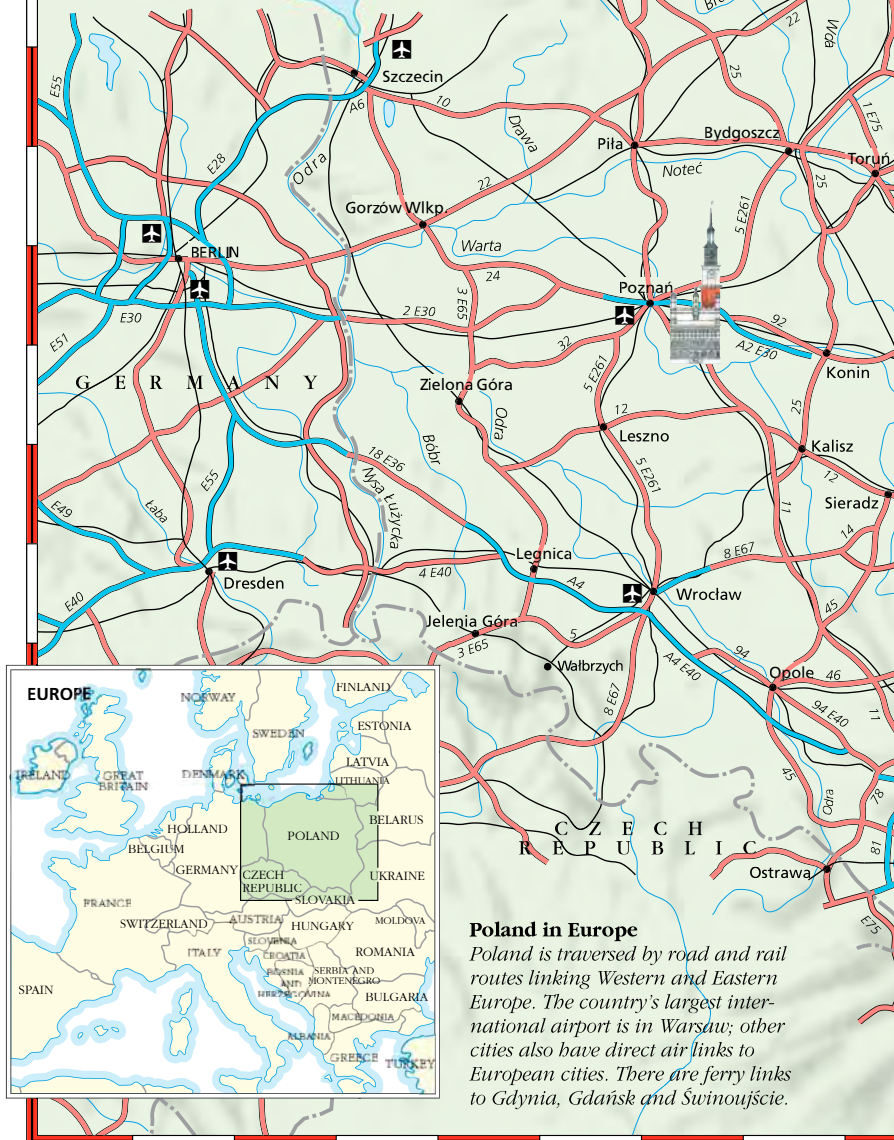 Bro
22
Wda
E55
Szczecin
A6
10
25
1 E75
Drawa
Piła
Bydgoszcz
Toruń
E28
Odra
Noteć
22
25
Gorzów Wlkp.
5 E261
BERLIN
Warta
24
Poznań
3 E65
2 E30
E30
92
E51
32
A2 E30
GERMANY
Zielona Góra
5 E261
Konin
Odra
12
25
Leszno
Bóbr
Kalisz
18 E36
5 E261
12
E55
Nysa Łużycka
Sieradz
E49
Łaba
11
14
Legnica
8 E67
Dresden
4 E40
A4
Wrocław
E40
45
Jelenia Góra
5
3 E65
Wałbrzych
A4 E40
94
Opole
46
8 E67
94 E40
11
45
Odra
78
81
CZECH
REPUBLIC
Ostrawa
E75
EUROPE
FINLAND
NORWAY
SWEDEN
ESTONIA
LATVIA
IRELAND
GREAT
BRITAIN
DENMARK
LITHUANIA
HOLLAND
POLAND
BELARUS
BELGIUM
GERMANY
CZECH
REPUBLIC
UKRAINE
SLOVAKIA
FRANCE
SWITZERLAND
AUSTRIA
HUNGARY
MOLDOVA
SLOVENIA
ITALY
CROATIA
ROMANIA
BOSNIA
AND
HERZEGOVINA
SERBIA AND
MONTENEGRO
SPAIN
BULGARIA
MACEDONIA
ALBANIA
GREECE
TURKEY
Poland in Europe
Poland is traversed by road and rail
routes linking Western and Eastern
Europe. The country's largest inter-
national airport is in Warsaw; other
cities also have direct air links to
European cities. There are ferry links
to Gdynia, Gdańsk and Świnoujście.